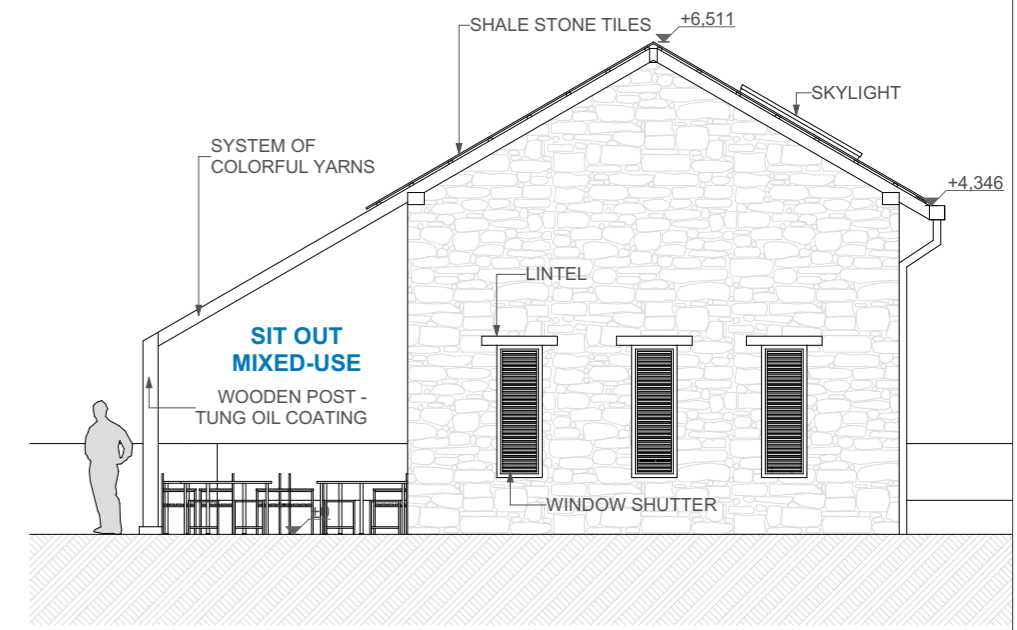 SHALE STONE TILES
+6,511
SKYLIGHT
SYSTEM OF
COLORFUL YARNS
+4,346
LINTEL
SIT OUT
MIXED-USE
WOODEN POST -
TUNG OIL COATING
WINDOW SHUTTER